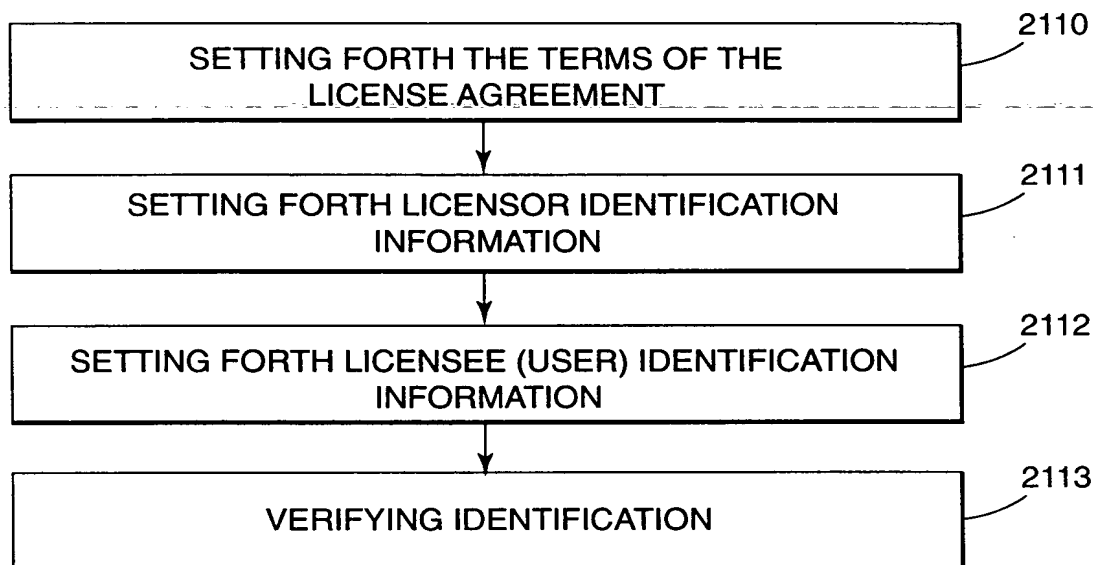 2110
SETTING FORTH THE TERMS OF THE
LICENSE AGREEMENT
2111
SETTING FORTH LICENSOR IDENTIFICATION
INFORMATION
2112
SETTING FORTH LICENSEE (USER) IDENTIFICATION
INFORMATION
2113
VERIFYING IDENTIFICATION